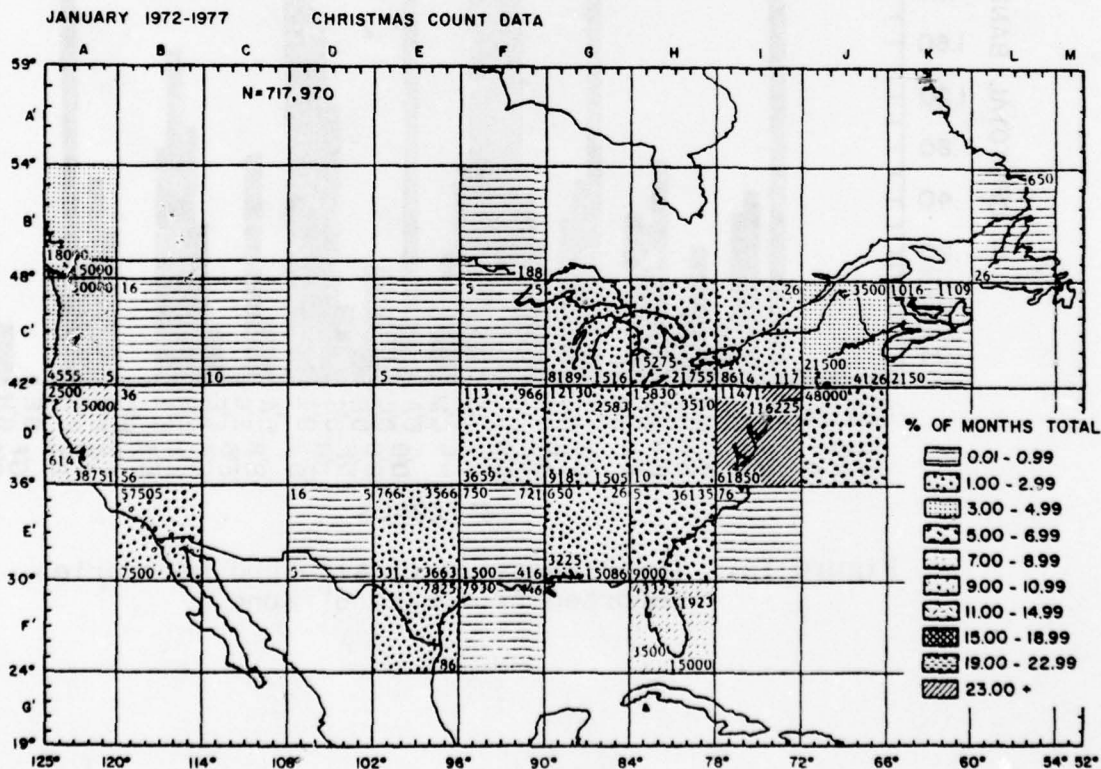 JANUARY 1972-1977 CHRISTMAS COUNT DATA
A B C D E F G H I J K L M
59°
N=717,970
A'
54°
650
B'
18000
15000
48°
188
26
10000 16 5 25 26 3500 1016 1109
C'
15275 21500
4555 5 10 5 8189 1516 21755 8614 117 4126 2150
42°
2500 36 113 966 12130 15830 11471 48000
15000 2583 3510 116225
D'
% OF MONTHS TOTAL
616
38751 56 3659 918 1505 10 61850
36°
57505 16 5 766 3566 750 721 650 26 5 36135 76
E'
3225
7500 5 331 3663 1500 416 15086 9000
30°
7825 7930 446 43325
1923
F'
3500
86 15000
24°
G'
19°
0.01 - 0.99
1.00 - 2.99
3.00 - 4.99
5.00 - 6.99
7.00 - 8.99
9.00 - 10.99
11.00 - 14.99
15.00 - 18.99
19.00 - 22.99
23.00 +
125° 120° 114° 108° 102° 96° 90° 84° 78° 72° 66° 60° 54° 52°